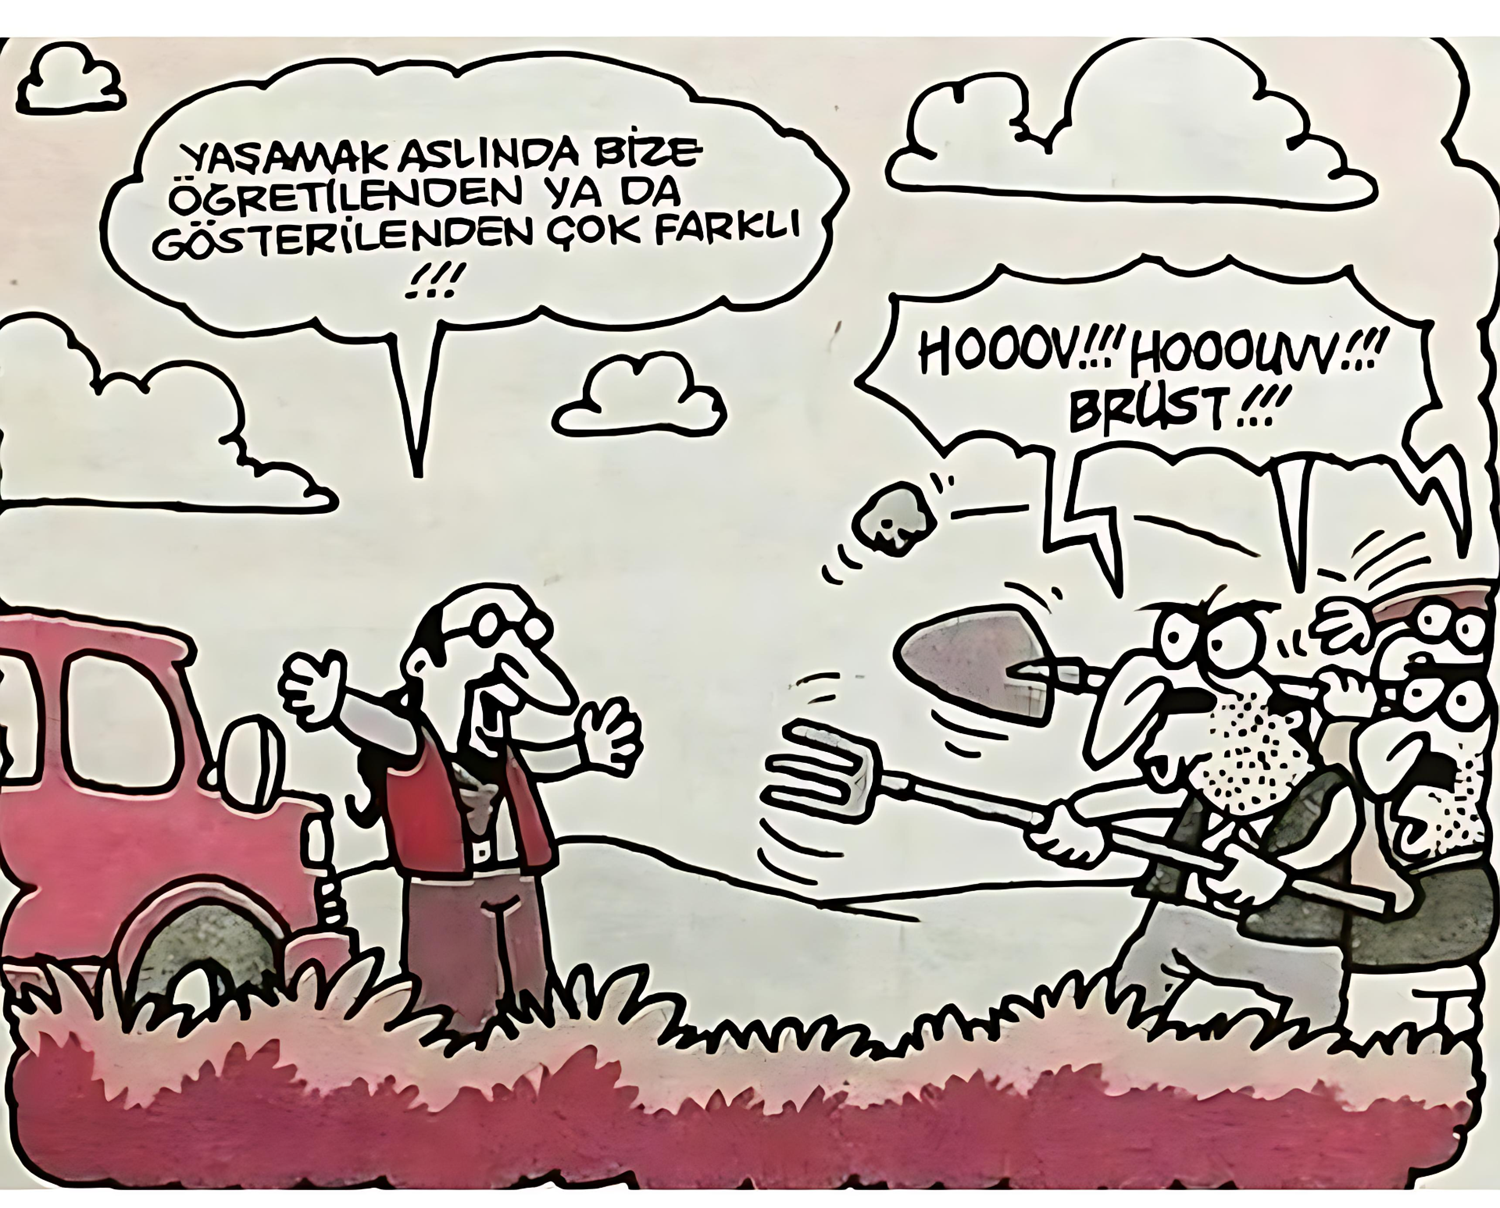 YAŞAMAK ASLINDA BİZE
ÖĞRETİLENDEN YA DA
GÖSTERİLENDEN ÇOK FARKLI
!!!
HOOOV!!! HOOOUVV!!!
BRÜST!!!